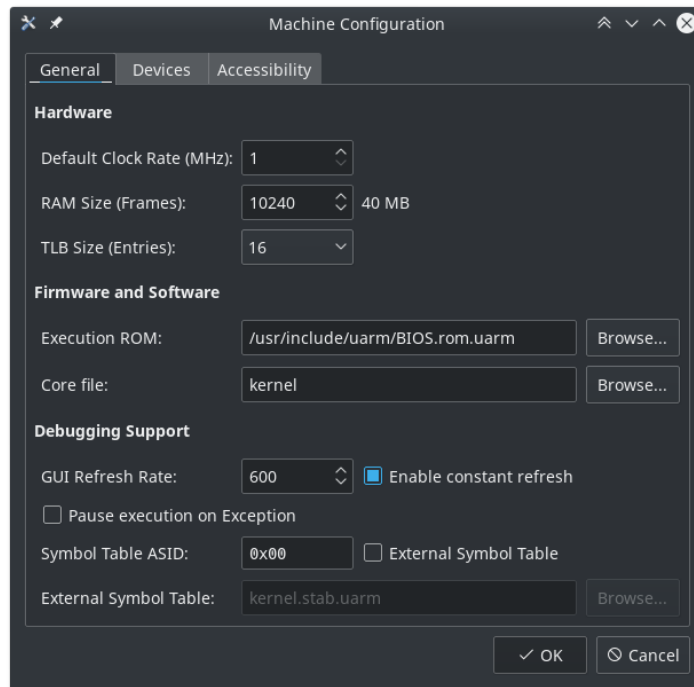 Machine Configuration
General Devices Accessibility
Hardware
Default Clock Rate (MHz): 1
RAM Size (Frames): 10240 40 MB
TLB Size (Entries): 16
Firmware and Software
Execution ROM: /usr/include/uarm/BIOS.rom.uarm Browse...
Core file: kernel Browse...
Debugging Support
GUI Refresh Rate: 600 Enable constant refresh
Pause execution on Exception
Symbol Table ASID: 0x00 External Symbol Table
External Symbol Table: kernel.stab.uarm Browse...
OK Cancel